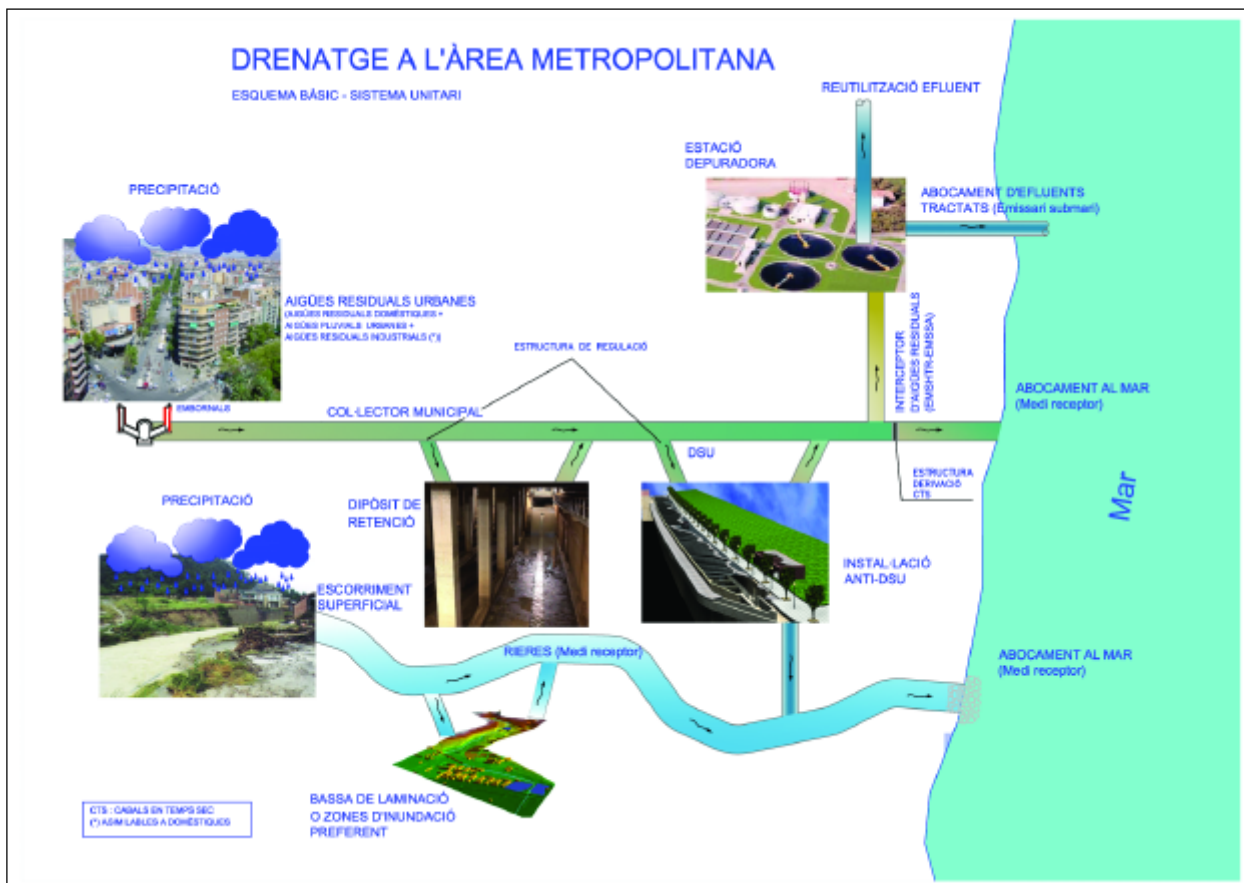 DRENATGE A L'ÀREA METROPOLITANA
ESQUEMA BÀSIC - SISTEMA UNITARI
REUTILITZACIÓ EFLUENT
ESTACIÓ
DEPURADORA
PRECIPITACIÓ
ABOCAMENT D'EFLUENTS
TRACTATS (Emissari submarí)
AIGÜES RESIDUALS URBANES
(AIGÜES RESIDUALS DOMÈSTIQUES +
AIGÜES PLUVIALS URBANES +
AIGÜES RESIDUALS INDUSTRIALS (*))
ESTRUCTURA DE REGULACIÓ
INTERCEPTOR
D'AIGÜES RESIDUALS
(EMSHTR-EMSSA)
ABOCAMENT AL MAR
(Medi receptor)
EMBORNALS
COL·LECTOR MUNICIPAL
DSU
ESTRUCTURA
DERIVACIÓ
CTS
PRECIPITACIÓ
DIPÒSIT DE
RETENCIÓ
Mar
INSTAL·LACIÓ
ANTI-DSU
ESCORRIMENT
SUPERFICIAL
RIERES (Medi receptor)
ABOCAMENT AL MAR
(Medi receptor)
BASSA DE LAMINACIÓ
O ZONES D'INUNDACIÓ
PREFERENT
CTS : CABALS EN TEMPS SEC
(*) ASIMILABLES A DOMÈSTIQUES